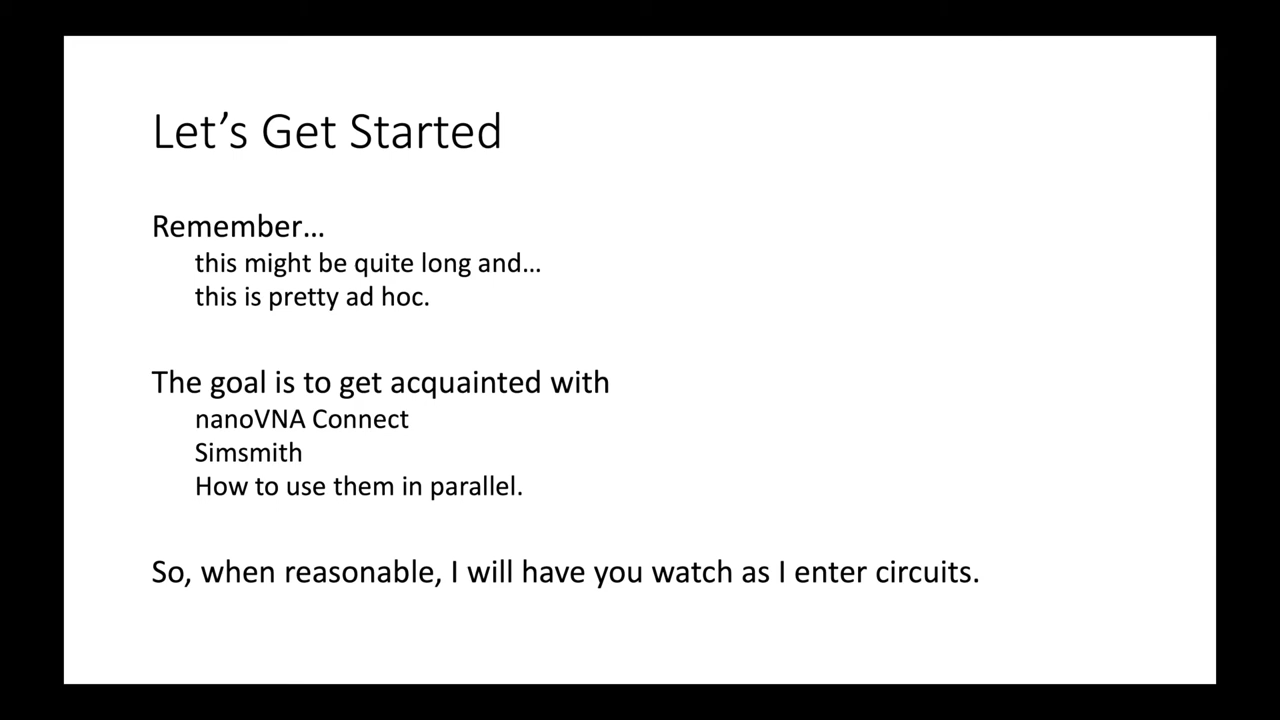 Let’s Get Started
Remember…
this might be quite long and…
this is pretty ad hoc.
The goal is to get acquainted with
nanoVNA Connect
Simsmith
How to use them in parallel.
So, when reasonable, I will have you watch as I enter circuits.